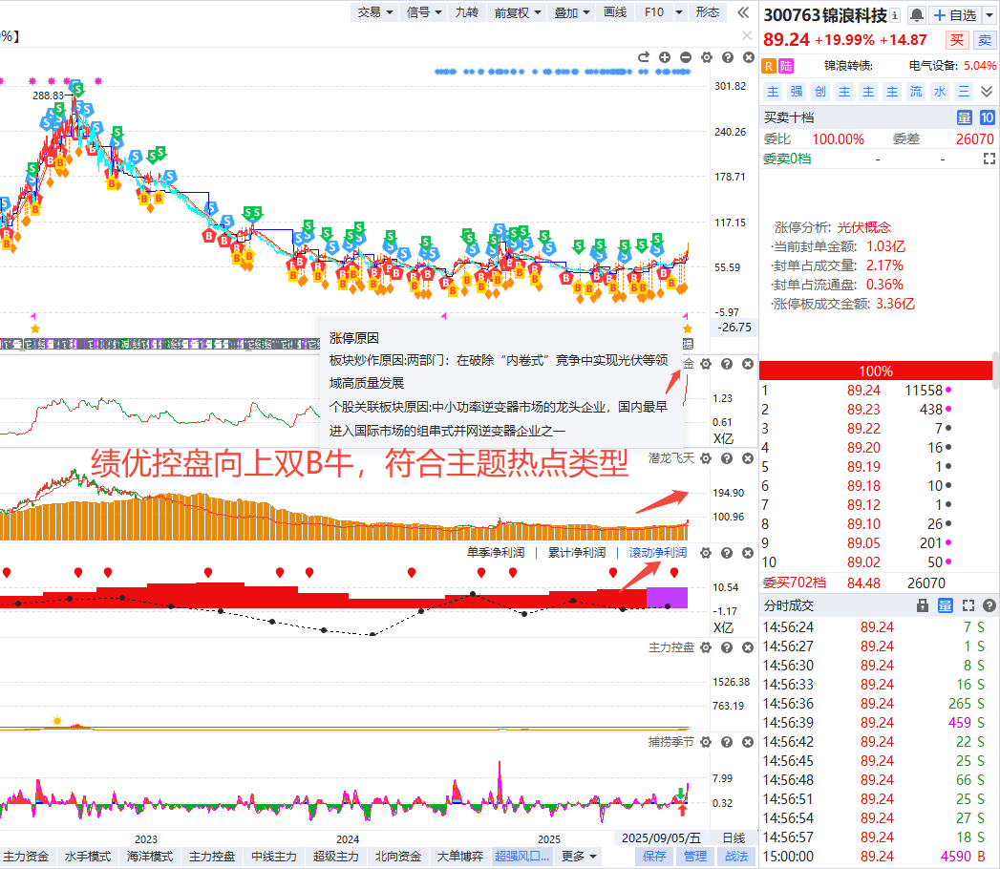 交易 信号 九转 前复权 叠加 画线 F10 形态
%】
288.83
301.82
240.26
178.71
117.15
55.59
-5.97
-26.75
涨停原因
板块炒作原因:两部门：在破除“内卷式”竞争中实现光伏等领
域高质量发展
个股关联板块原因:中小功率逆变器市场的龙头企业，国内最早
进入国际市场的组串式并网逆变器企业之一
金
1.23
0.61
X亿
绩优控盘向上双B牛，符合主题热点类型
潜龙飞天
194.90
100.96
单季净利润 | 累计净利润 | 滚动净利润
10.54
-1.17
X亿
主力控盘
1526.38
763.19
捕捞季节
7.99
0.32
2023 2024 2025 2025/09/05/五 日线
主力资金 水手模式 海洋模式 主力控盘 中线主力 超级主力 北向资金 大单博弈 超强风口... 更多 保存 管理 战法
300763 锦浪科技 自选
89.24 +19.99% +14.87 买 卖
R 陆 锦浪转债: 电气设备: 5.04%
主 强 创 主 主 主 流 水 三
买卖十档 量 10
委比 100.00% 委差 26070
委卖0档 - -
涨停分析: 光伏概念
·当前封单金额: 1.03亿
·封单占成交量: 2.17%
·封单占流通盘: 0.36%
·涨停板成交金额: 3.36亿
100%
1 89.24 11558
2 89.23 438
3 89.22 7
4 89.20 16
5 89.19 1
6 89.18 10
7 89.12 1
8 89.10 26
9 89.05 201
10 89.02 50
委买702档 84.48 26070
分时成交 量
14:56:24 89.24 7 S
14:56:27 89.24 1 S
14:56:30 89.24 8 S
14:56:33 89.24 16 S
14:56:36 89.24 265 S
14:56:39 89.24 459 S
14:56:42 89.24 22 S
14:56:45 89.24 25 S
14:56:48 89.24 66 S
14:56:51 89.24 25 S
14:56:54 89.24 27 S
14:56:57 89.24 18 S
15:00:00 89.24 4590 B